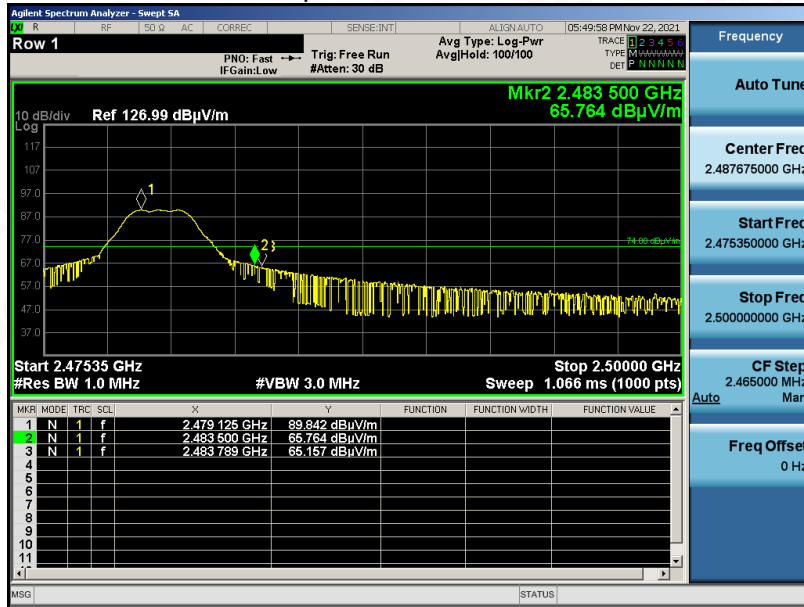 Agilent Spectrum Analyzer - Swept SA
LXI R RF 50 Ω AC CORREC SENSE:INT ALIGN AUTO 05:49:58 PM Nov 22, 2021
Row 1
PNO: Fast
IFGain:Low
Trig: Free Run
#Atten: 30 dB
Avg Type: Log-Pwr
Avg|Hold: 100/100
TRACE 1 2 3 4 5 6
TYPE M
DET P N N N N N
Mkr2 2.483 500 GHz
65.764 dBµV/m
10 dB/div Ref 126.99 dBµV/m
Log
117
107
97.0
87.0
77.0
67.0
57.0
47.0
37.0
1
2
3
74.00 dBµV/m
Start 2.47535 GHz Stop 2.50000 GHz
#Res BW 1.0 MHz #VBW 3.0 MHz Sweep 1.066 ms (1000 pts)
MKR MODE TRC SCL X Y FUNCTION FUNCTION WIDTH FUNCTION VALUE
1 N 1 f 2.479 125 GHz 89.842 dBµV/m
2 N 1 f 2.483 500 GHz 65.764 dBµV/m
3 N 1 f 2.483 789 GHz 65.157 dBµV/m
4
5
6
7
8
9
10
11
MSG STATUS
Frequency
Auto Tune
Center Freq
2.487675000 GHz
Start Freq
2.475350000 GHz
Stop Freq
2.500000000 GHz
CF Step
2.465000 MHz
Auto Man
Freq Offset
0 Hz